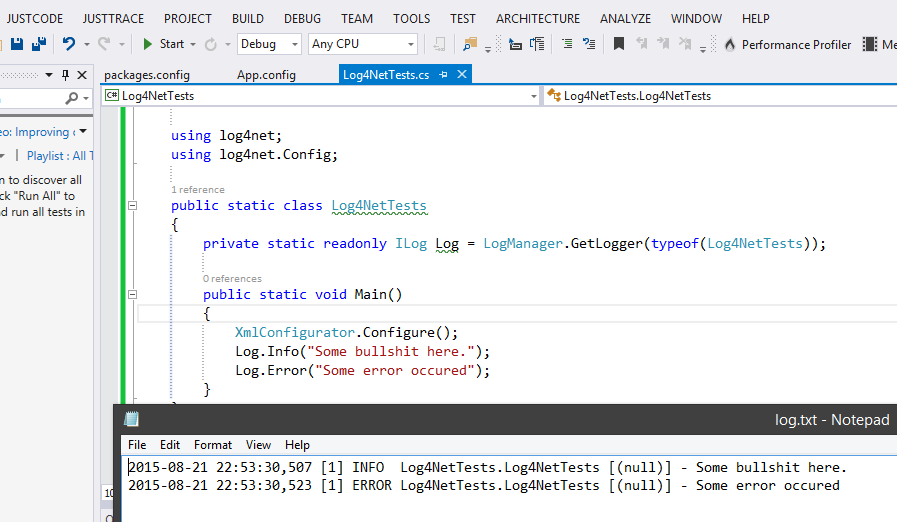 JUSTCODE JUSTTRACE PROJECT BUILD DEBUG TEAM TOOLS TEST ARCHITECTURE ANALYZE WINDOW HELP
Start Debug Any CPU Performance Profiler Me
packages.config App.config Log4NetTests.cs
C# Log4NetTests Log4NetTests.Log4NetTests
using log4net;
eo: Improving c
using log4net.Config;
Playlist : All T
n to discover all
1 reference
ck "Run All" to
public static class Log4NetTests
d run all tests in
{
private static readonly ILog Log = LogManager.GetLogger(typeof(Log4NetTests));
0 references
public static void Main()
{
XmlConfigurator.Configure();
Log.Info("Some bullshit here.");
Log.Error("Some error occured");
}
log.txt - Notepad
File Edit Format View Help
2015-08-21 22:53:30,507 [1] INFO  Log4NetTests.Log4NetTests [(null)] - Some bullshit here.
2015-08-21 22:53:30,523 [1] ERROR Log4NetTests.Log4NetTests [(null)] - Some error occured
10